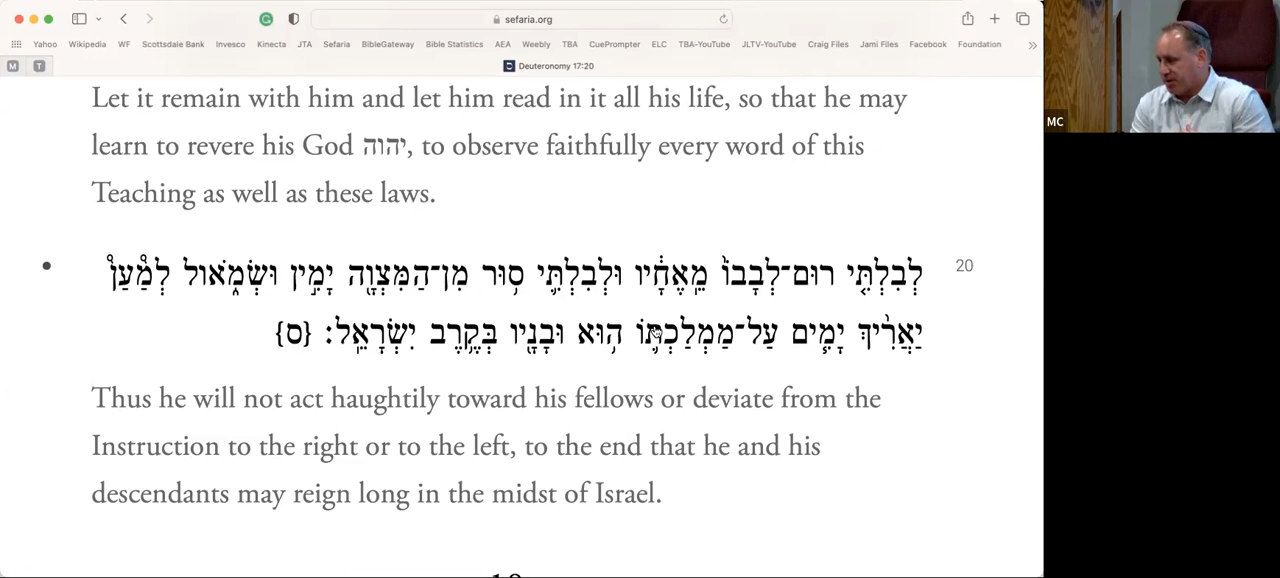 sefaria.org
Yahoo Wikipedia WF Scottsdale Bank Invesco Kinecta JTA Sefaria BibleGateway Bible Statistics AEA Weebly TBA CuePrompter ELC TBA-YouTube JLTV-YouTube Craig Files Jami Files Facebook Foundation
M T Deuteronomy 17:20
MC
Let it remain with him and let him read in it all his life, so that he may
learn to revere his God יהוה, to observe faithfully every word of this
Teaching as well as these laws.
20
לְבִלְתִּ֤י רוּם־לְבָבוֹ֙ מֵֽאֶחָ֔יו וּלְבִלְתִּ֛י ס֥וּר מִן־הַמִּצְוָ֖ה יָמִ֣ין וּשְׂמֹ֑אול לְמַ֩עַן֩
יַאֲרִ֨יךְ יָמִ֧ים עַל־מַמְלַכְתּ֛וֹ ה֥וּא וּבָנָ֖יו בְּקֶ֥רֶב יִשְׂרָאֵֽל׃ {ס}
Thus he will not act haughtily toward his fellows or deviate from the
Instruction to the right or to the left, to the end that he and his
descendants may reign long in the midst of Israel.